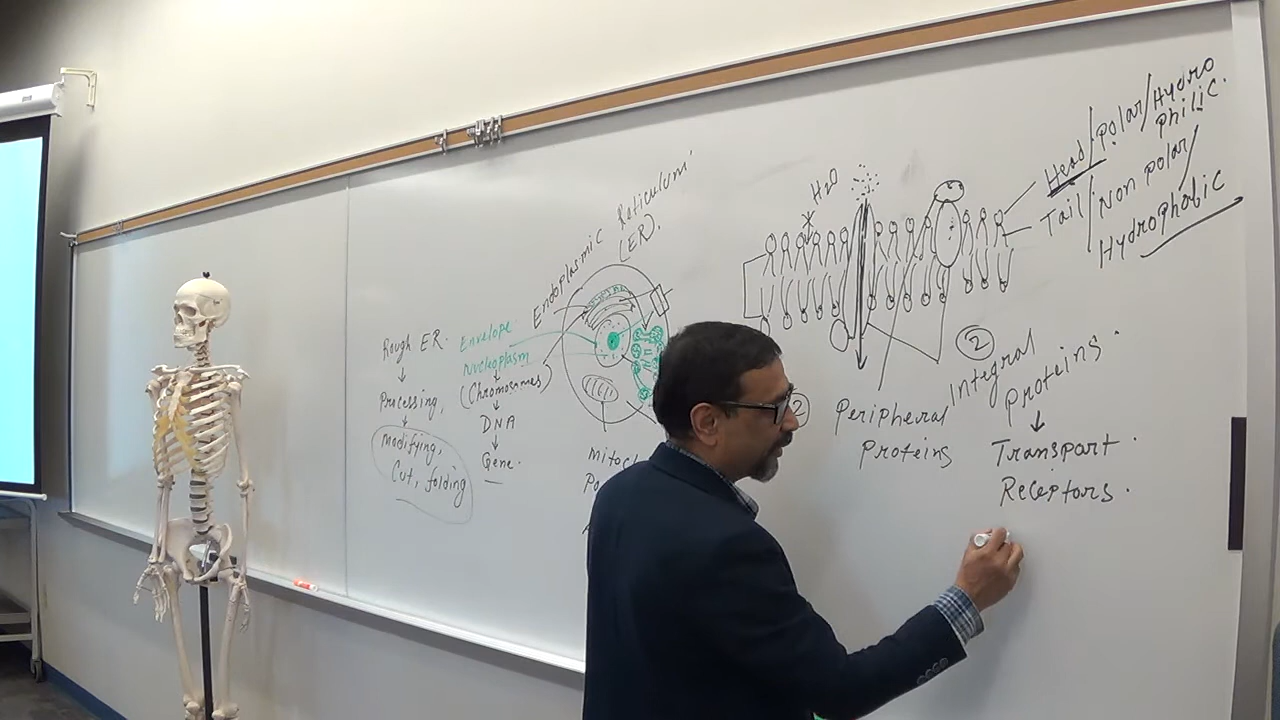 Endoplasmic Reticulum
(ER).
Rough ER.
Processing,
Modifying,
Cut, folding
Envelope
Nucleoplasm
(Chromosomes)
DNA
Gene.
H2O
Head/polar/Hydro
philic.
Tail/Non polar/
Hydrophobic
2
Peripheral
Proteins
2
Integral
Proteins.
Transport.
Receptors.